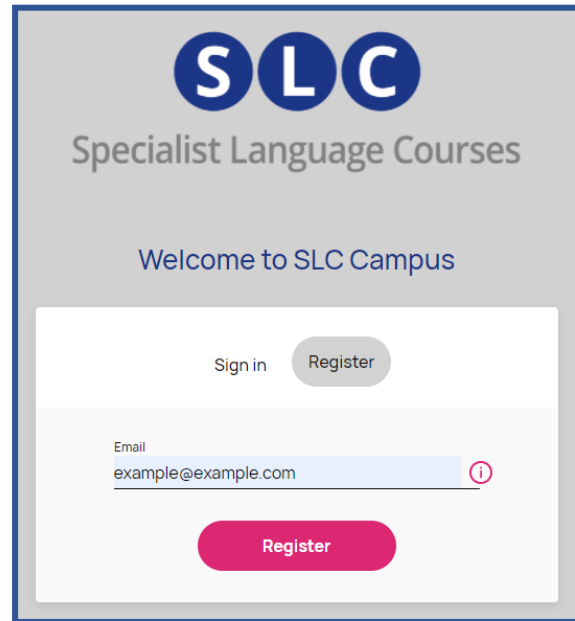 SLC
Specialist Language Courses
Welcome to SLC Campus
Sign in Register
Email
example@example.com
Register